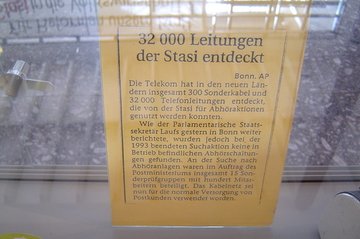 32 000 Leitungen
der Stasi entdeckt
Bonn. AP
Die Telekom hat in den neuen Län-
dern insgesamt 300 Sonderkabel und
32 000 Telefonleitungen entdeckt,
die von der Stasi für Abhöraktionen
genutzt werden konnten.
Wie der Parlamentarische Staats-
sekretär Laufs gestern in Bonn weiter
berichtete, wurden jedoch bei der
1993 beendeten Suchaktion keine in
Betrieb befindlichen Abhörschaltun-
gen gefunden. An der Suche nach
Abhöranlagen waren im Auftrag des
Postministeriums insgesamt 15 Son-
derprüfgruppen mit hundert Mitar-
beitern beteiligt. Das Kabelnetz sei
nun für die normale Versorgung von
Postkunden verwendet worden.